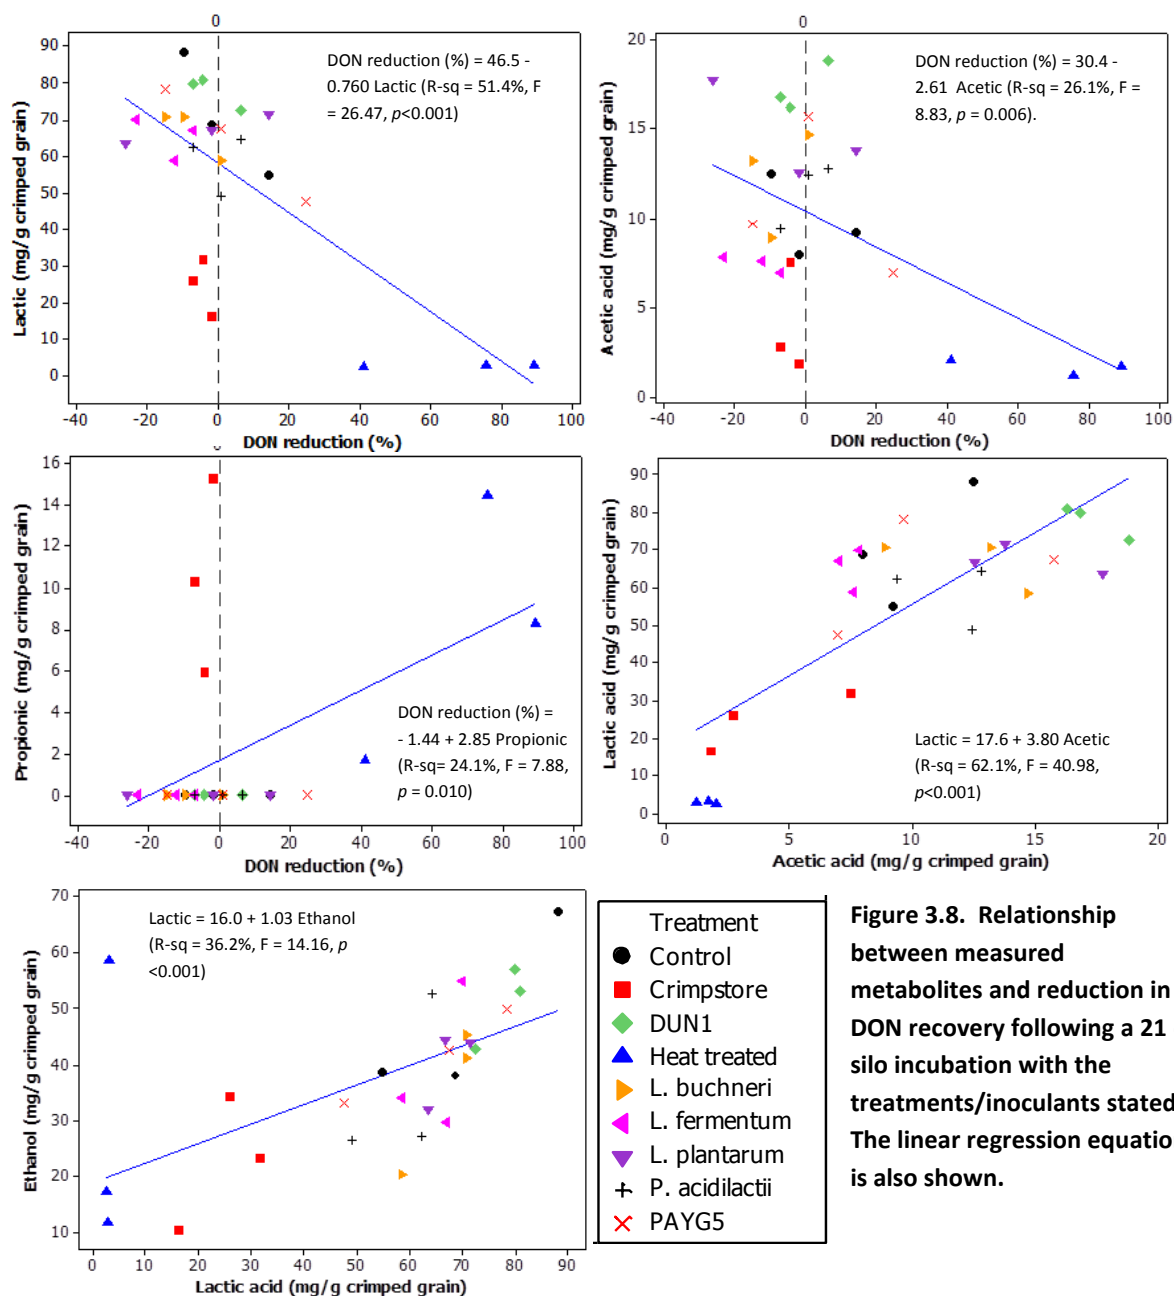 0
90
80
70
60
50
40
30
20
10
0
Lactic (mg/g crimped grain)
DON reduction (%) = 46.5 -
0.760 Lactic (R-sq = 51.4%, F
= 26.47, p<0.001)
-40 -20 0 20 40 60 80 100
DON reduction (%)
0
20
15
10
5
0
Acetic acid (mg/g crimped grain)
DON reduction (%) = 30.4 -
2.61 Acetic (R-sq = 26.1%, F =
8.83, p = 0.006).
-40 -20 0 20 40 60 80 100
DON reduction (%)
16
14
12
10
8
6
4
2
0
Propionic (mg/g crimped grain)
DON reduction (%) =
- 1.44 + 2.85 Propionic
(R-sq= 24.1%, F = 7.88,
p = 0.010)
-40 -20 0 20 40 60 80 100
DON reduction (%)
90
80
70
60
50
40
30
20
10
0
Lactic acid (mg/g crimped grain)
Lactic = 17.6 + 3.80 Acetic
(R-sq = 62.1%, F = 40.98,
p<0.001)
0 5 10 15 20
Acetic acid (mg/g crimped grain)
70
60
50
40
30
20
10
Ethanol (mg/g crimped grain)
Lactic = 16.0 + 1.03 Ethanol
(R-sq = 36.2%, F = 14.16, p
<0.001)
0 10 20 30 40 50 60 70 80 90
Lactic acid (mg/g crimped grain)
Treatment
Control
Crimpstore
DUN1
Heat treated
L. buchneri
L. fermentum
L. plantarum
P. acidilactii
PAYG5
Figure 3.8. Relationship
between measured
metabolites and reduction in
DON recovery following a 21
silo incubation with the
treatments/inoculants stated
The linear regression equatio
is also shown.